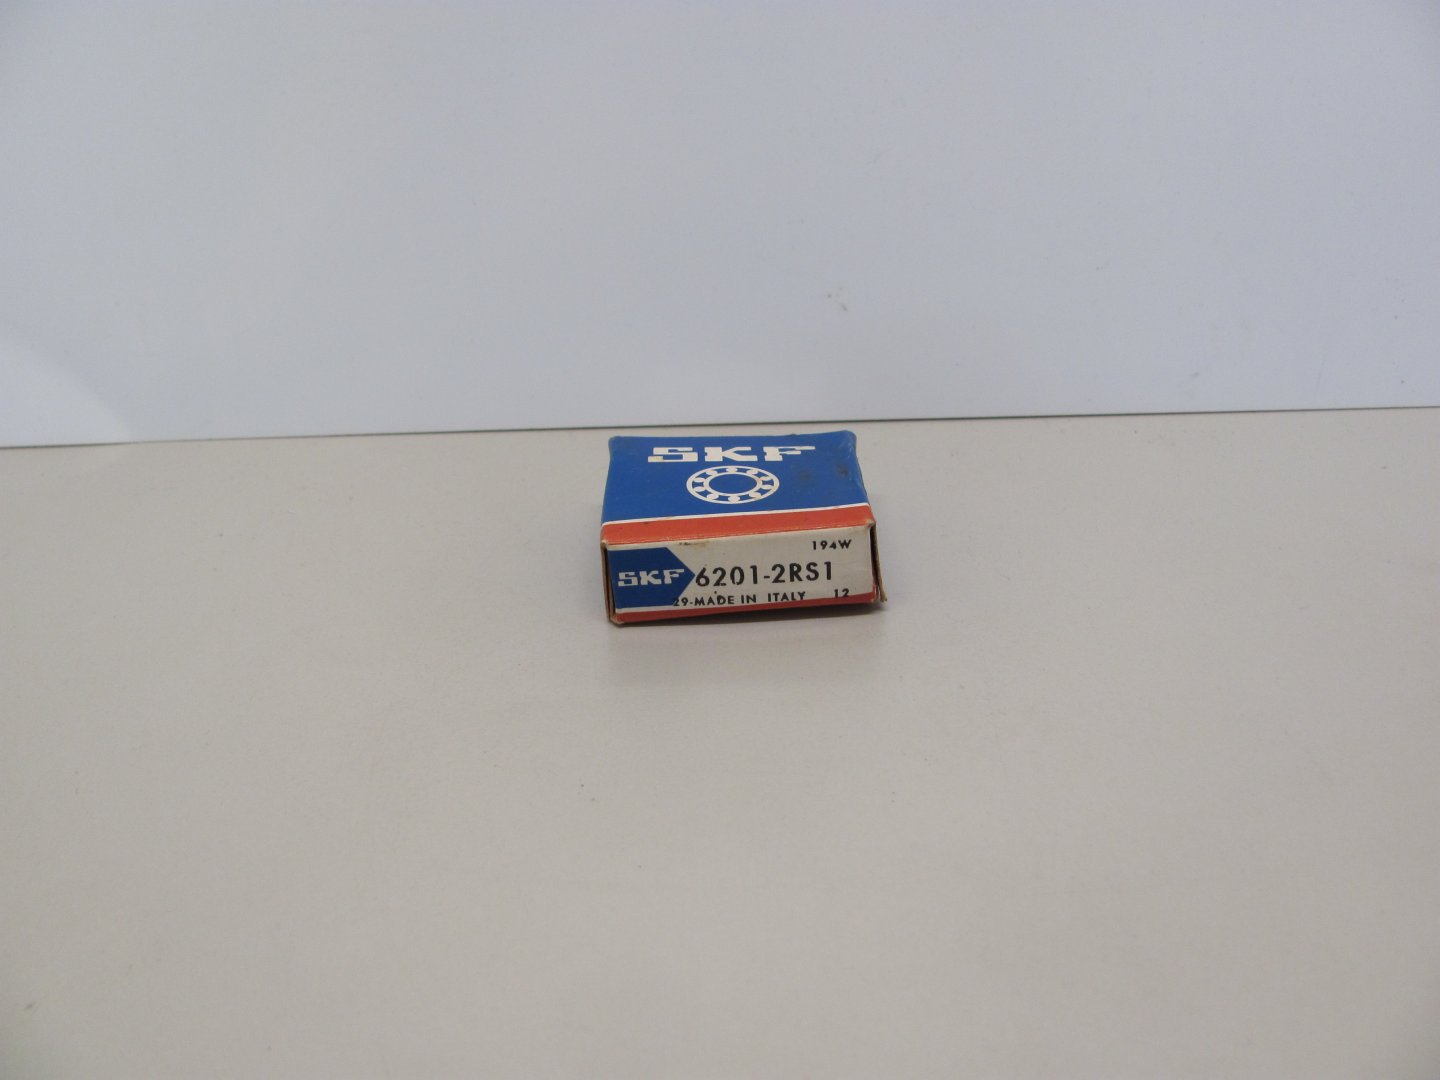 SKF
194W
SKF 6201-2RS1
29-MADE IN ITALY 12